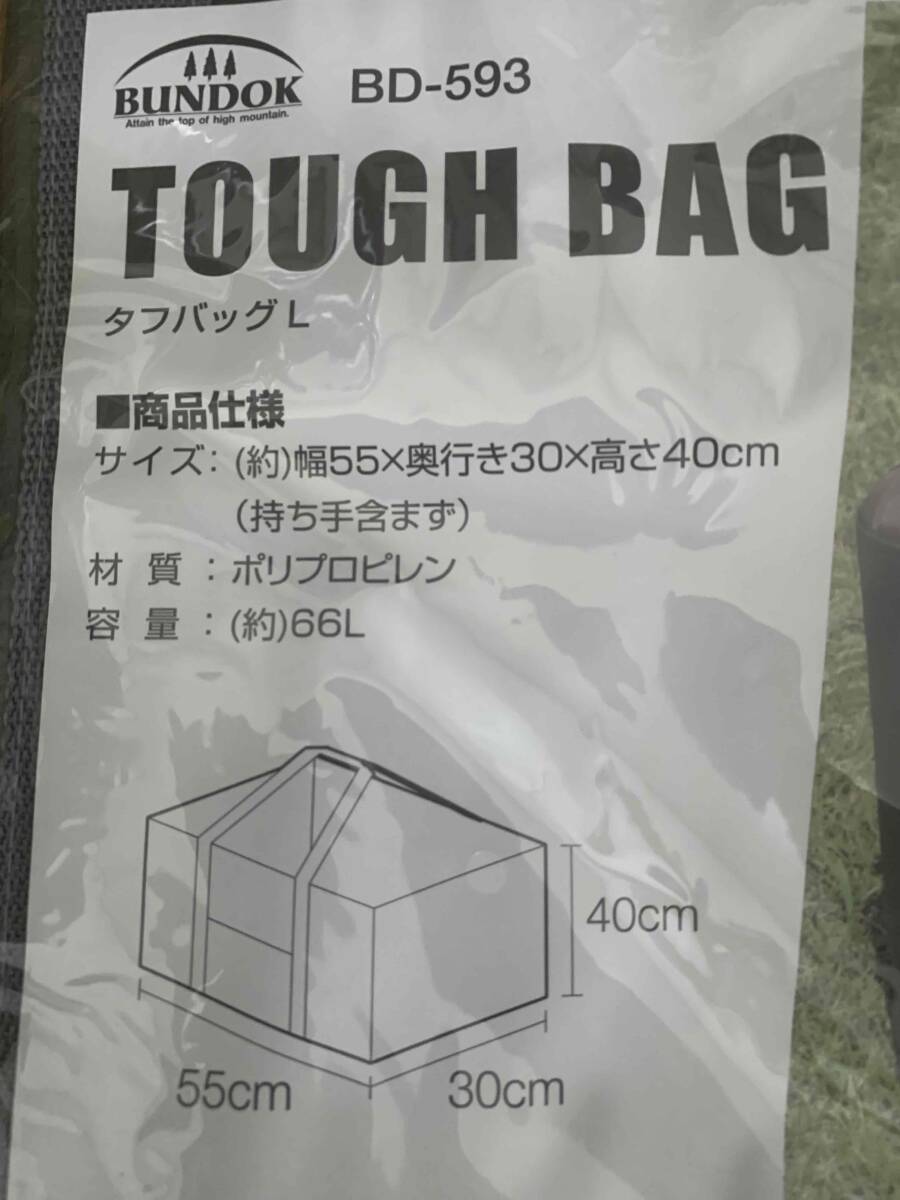 BUNDOK
Attain the top of high mountain.
BD-593
TOUGH BAG
タフバッグL
■商品仕様
サイズ：(約)幅55×奥行き30×高さ40cm
（持ち手含まず）
材 質 ：ポリプロピレン
容 量 ：(約)66L
40cm
55cm
30cm